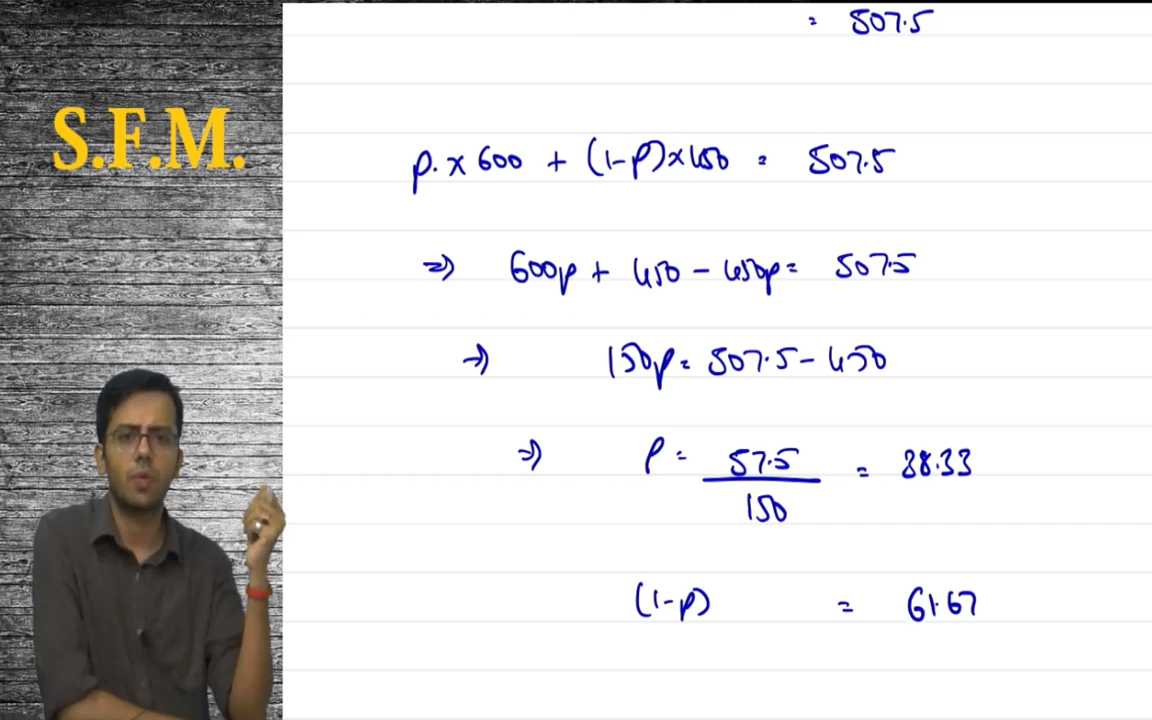 = 507.5
S.F.M.
p. x 600 + (1-p) x 450 = 507.5
=) 600p + 450 - 450p = 507.5
=) 150p = 507.5 - 450
=) p = 57.5 / 150 = 38.33
(1-p) = 61.67